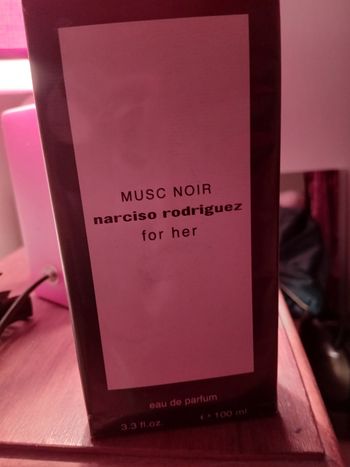 MUSC NOIR
narciso rodriguez
for her
eau de parfum
3.3 fl.oz. 100 ml